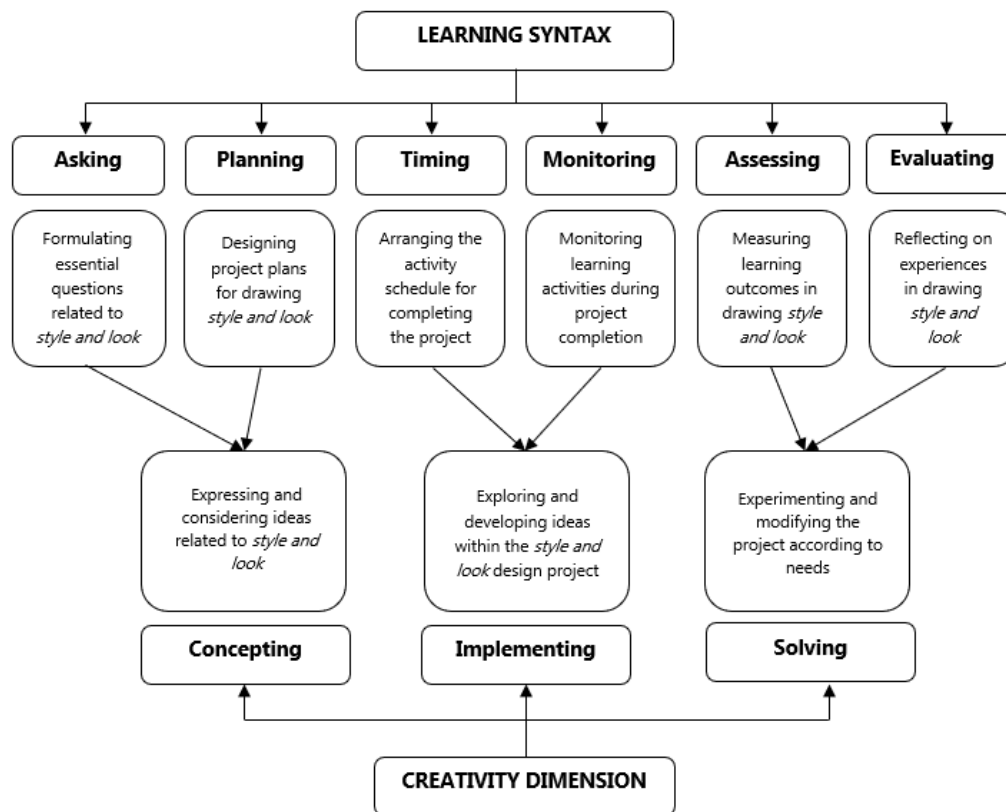 LEARNING SYNTAX
Asking
Planning
Timing
Monitoring
Assessing
Evaluating
Formulating
essential
questions
related to
style and look
Designing
project plans
for drawing
style and look
Arranging the
activity
schedule for
completing
the project
Monitoring
learning
activities during
project
completion
Measuring
learning
outcomes in
drawing style
and look
Reflecting on
experiences
in drawing
style and
look
Expressing and
considering ideas
related to style and
look
Exploring and
developing ideas
within the style and
look design project
Experimenting and
modifying the
project according to
needs
Concepting
Implementing
Solving
CREATIVITY DIMENSION